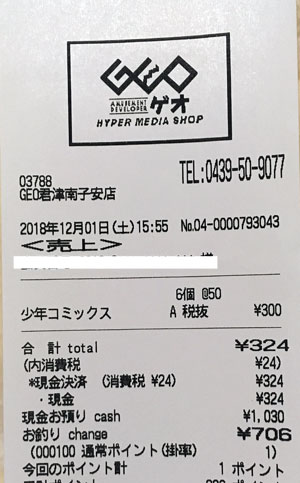 GEO
AMUSEMENT
DEVELOPER
ゲオ
HYPER MEDIA SHOP
TEL:0439-50-9077
03788
GEO君津南子安店
2018年12月01日(土)15:55 No.04-0000793043
＜売上＞
様
6個 @50
少年コミックス A 税抜 ¥300
合 計 total ¥324
(内消費税 ¥24)
*現金決済 (消費税 ¥24) ¥324
・現金 ¥324
現金お預り cash ¥1,030
お釣り change ¥706
(000100 通常ポイント(掛率) 1)
今回のポイント計 1 ポイント